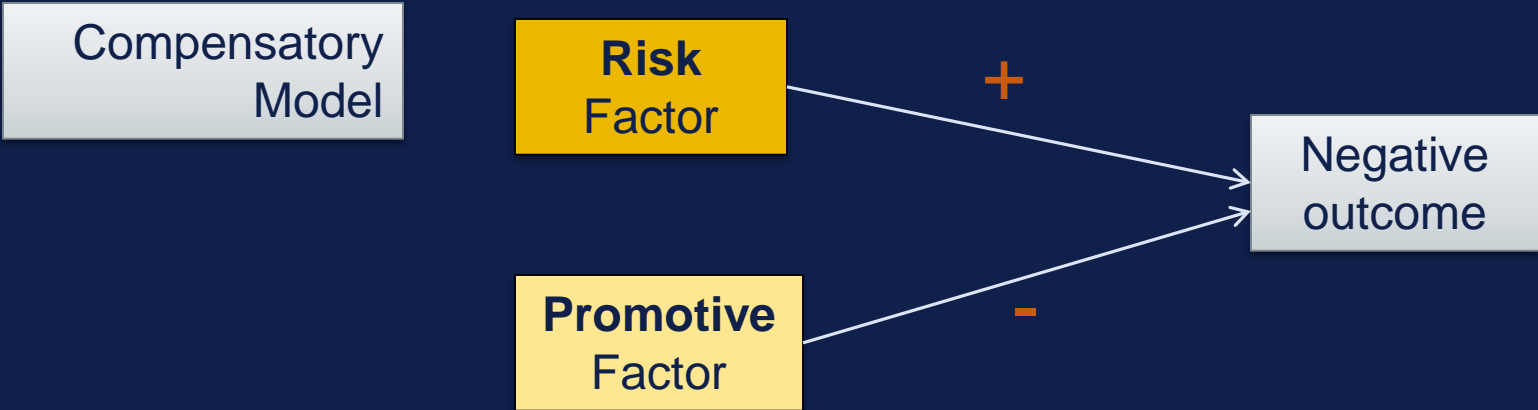 Compensatory
Model
Risk
Factor
+
Negative
outcome
-
Promotive
Factor